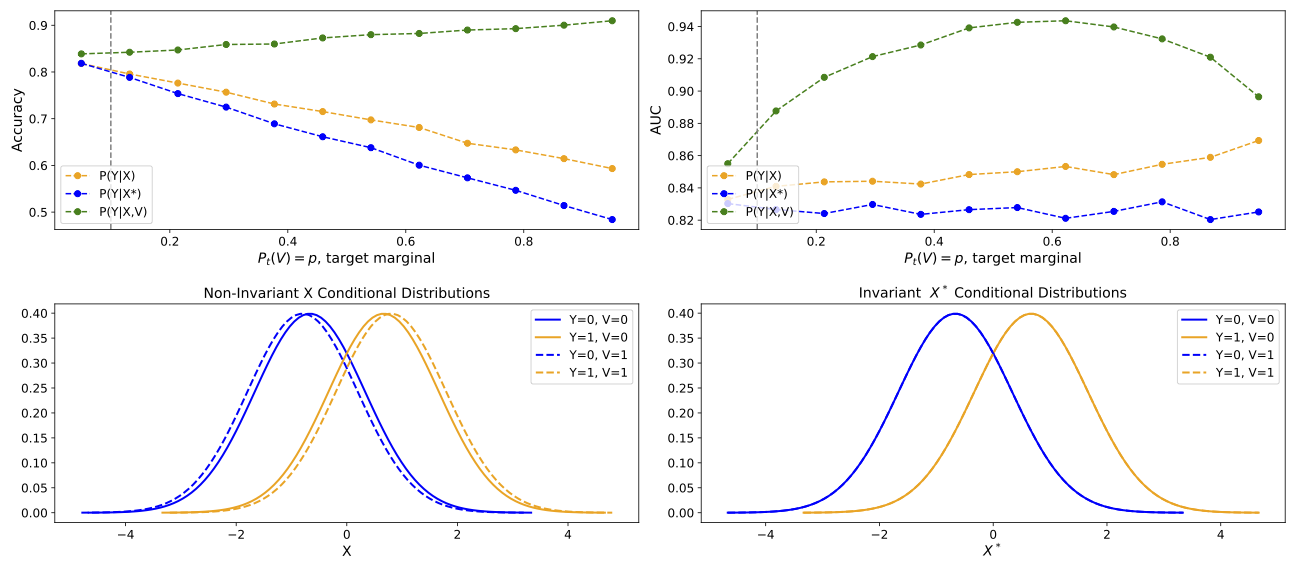 0.9
0.8
0.7
0.6
0.5
Accuracy
P(Y|X)
P(Y|X*)
P(Y|X,V)
0.2 0.4 0.6 0.8
P_t(V) = p, target marginal
0.94
0.92
0.90
0.88
0.86
0.84
0.82
AUC
P(Y|X)
P(Y|X*)
P(Y|X,V)
0.2 0.4 0.6 0.8
P_t(V) = p, target marginal
Non-Invariant X Conditional Distributions
0.40
0.35
0.30
0.25
0.20
0.15
0.10
0.05
0.00
Y=0, V=0
Y=1, V=0
Y=0, V=1
Y=1, V=1
−4 −2 0 2 4
X
Invariant X* Conditional Distributions
0.40
0.35
0.30
0.25
0.20
0.15
0.10
0.05
0.00
Y=0, V=0
Y=1, V=0
Y=0, V=1
Y=1, V=1
−4 −2 0 2 4
X*